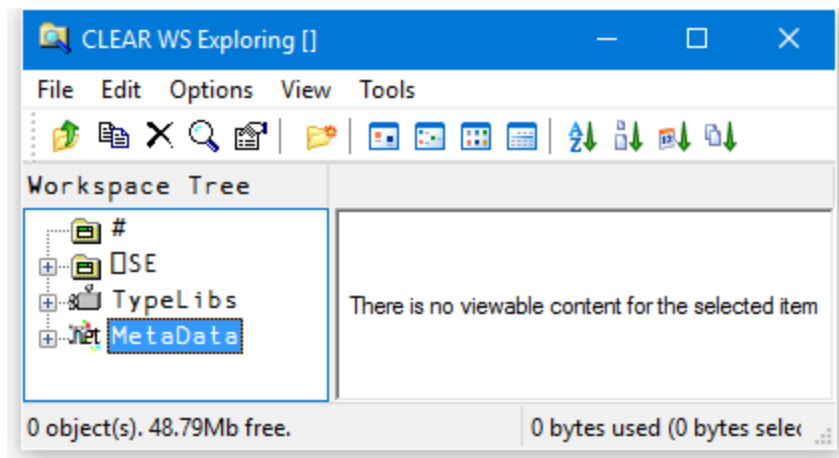 CLEAR WS Exploring []
File Edit Options View Tools
Workspace Tree
#
⎕SE
TypeLibs
.net MetaData
There is no viewable content for the selected item
0 object(s). 48.79Mb free.
0 bytes used (0 bytes selec